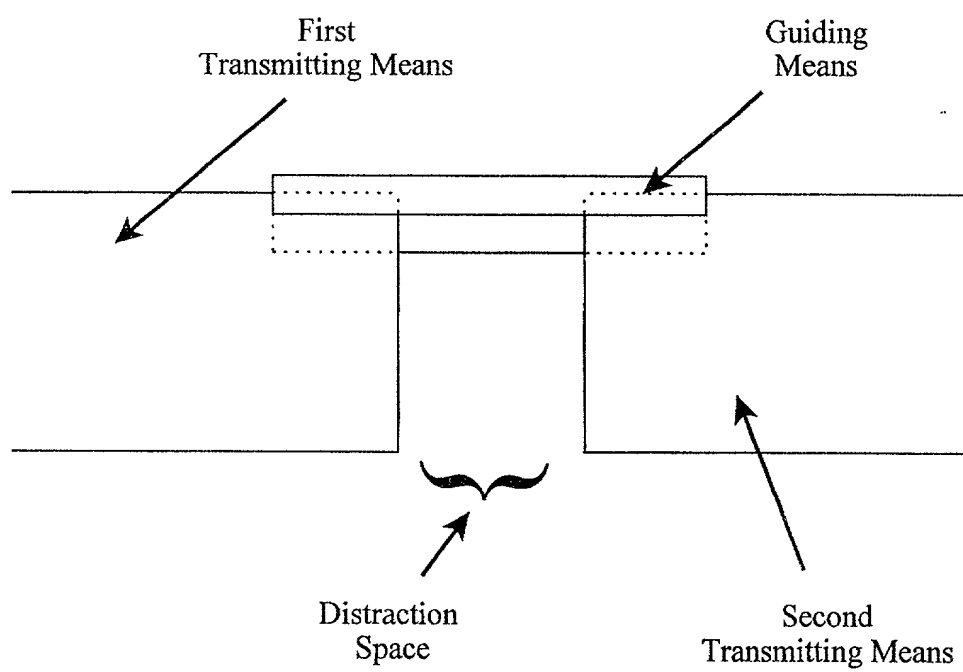 First
Transmitting Means
Guiding
Means
Distraction
Space
Second
Transmitting Means